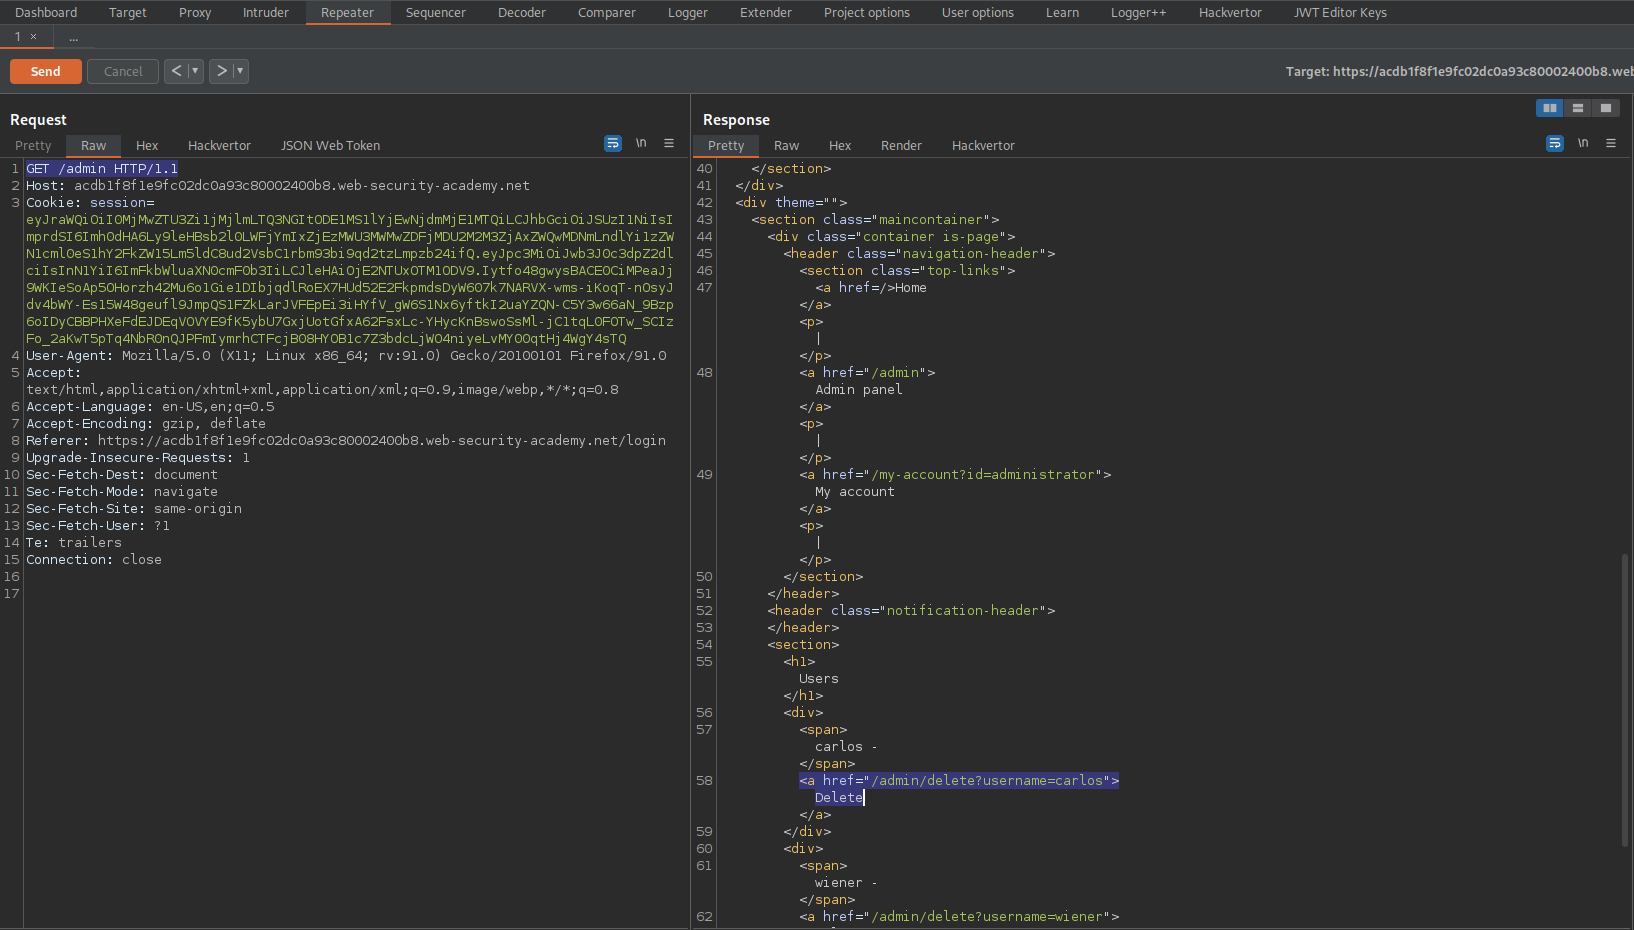 Dashboard Target Proxy Intruder Repeater Sequencer Decoder Comparer Logger Extender Project options User options Learn Logger++ Hackvertor JWT Editor Keys
1 × ...
Send Cancel < ▾ > ▾ Target: https://acdb1f8f1e9fc02dc0a93c80002400b8.web
Request
Pretty Raw Hex Hackvertor JSON Web Token \n
1 GET /admin HTTP/1.1
2 Host: acdb1f8f1e9fc02dc0a93c80002400b8.web-security-academy.net
3 Cookie: session=
4 User-Agent: Mozilla/5.0 (X11; Linux x86_64; rv:91.0) Gecko/20100101 Firefox/91.0
5 Accept:
text/html,application/xhtml+xml,application/xml;q=0.9,image/webp,*/*;q=0.8
6 Accept-Language: en-US,en;q=0.5
7 Accept-Encoding: gzip, deflate
8 Referer: https://acdb1f8f1e9fc02dc0a93c80002400b8.web-security-academy.net/login
9 Upgrade-Insecure-Requests: 1
10 Sec-Fetch-Dest: document
11 Sec-Fetch-Mode: navigate
12 Sec-Fetch-Site: same-origin
13 Sec-Fetch-User: ?1
14 Te: trailers
15 Connection: close
16
17
Response
Pretty Raw Hex Render Hackvertor \n
40 </section>
41 </div>
42 <div theme="">
43 <section class="maincontainer">
44 <div class="container is-page">
45 <header class="navigation-header">
46 <section class="top-links">
47 <a href=/>Home
</a>
<p>
|
</p>
48 <a href="/admin">
Admin panel
</a>
<p>
|
</p>
49 <a href="/my-account?id=administrator">
My account
</a>
<p>
|
</p>
50 </section>
51 </header>
52 <header class="notification-header">
53 </header>
54 <section>
55 <h1>
Users
</h1>
56 <div>
57 <span>
carlos -
</span>
58 <a href="/admin/delete?username=carlos">
Delete
</a>
59 </div>
60 <div>
61 <span>
wiener -
</span>
62 <a href="/admin/delete?username=wiener">